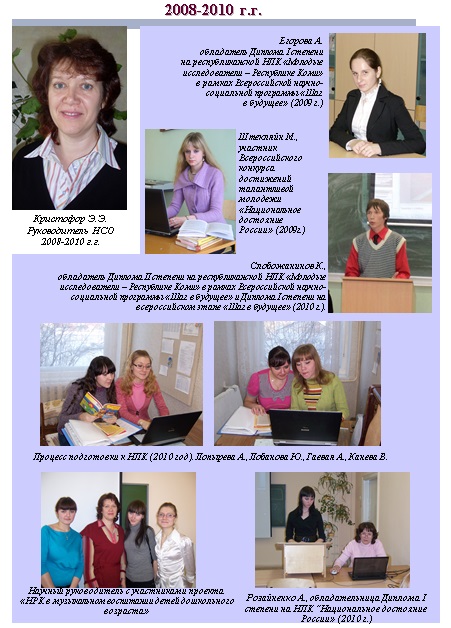 2008-2010 г.г.
Егорова А.
обладатель Диплома I степени
на республиканской НПК «Молодые
исследователи – Республике Коми»
в рамках Всероссийской научно-
социальной программы «Шаг
в будущее» (2009 г.)
Штекляйн М.,
участник
Всероссийского
конкурса
достижений
талантливой
молодежи
«Национальное
достояние
России» (2009г.)
Кристофор Э.Э.
Руководитель НСО
2008-2010 г.г.
Слобожанинов К.,
обладатель Диплома II степени на республиканской НПК «Молодые
исследователи – Республике Коми» в рамках Всероссийской научно-
социальной программы «Шаг в будущее» и Диплома I степени на
всероссийском этапе «Шаг в будущее» (2010 г.).
Процесс подготовки к НПК (2010 год). Лопырева А., Лобанова Ю., Гаевая А., Канева В.
Научный руководитель с участниками проекта
«НРК в музыкальном воспитании детей дошкольного
возраста»
Розайненко А., обладательница Диплома I
степени на НПК "Национальное достояние
России» (2010 г.)